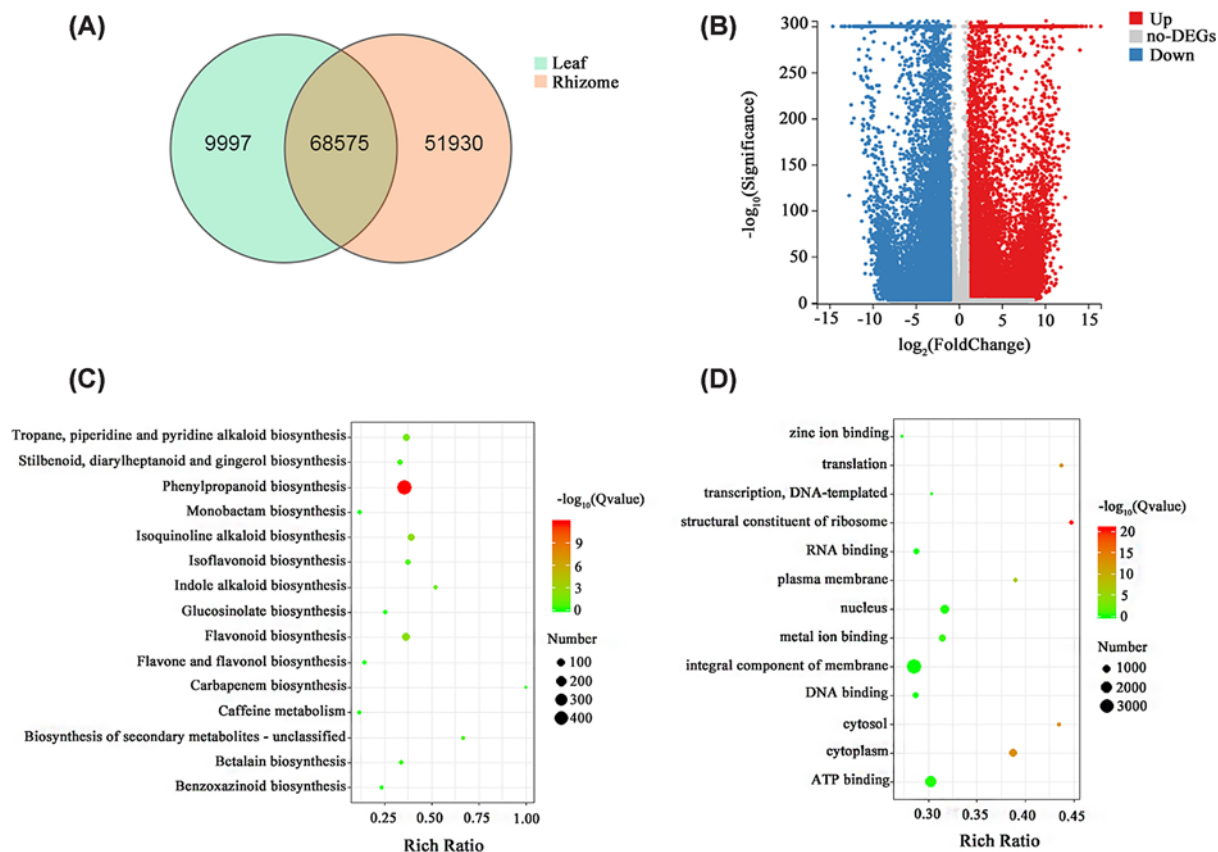 (A)
9997
68575
51930
Leaf
Rhizome
(B)
300
250
200
150
100
50
0
-log10(Significance)
-15
-10
-5
0
5
10
15
log2(FoldChange)
Up
no-DEGs
Down
(C)
Tropane, piperidine and pyridine alkaloid biosynthesis
Stilbenoid, diarylheptanoid and gingerol biosynthesis
Phenylpropanoid biosynthesis
Monobactam biosynthesis
Isoquinoline alkaloid biosynthesis
Isoflavonoid biosynthesis
Indole alkaloid biosynthesis
Glucosinolate biosynthesis
Flavonoid biosynthesis
Flavone and flavonol biosynthesis
Carbapenem biosynthesis
Caffeine metabolism
Biosynthesis of secondary metabolites - unclassified
Betalain biosynthesis
Benzoxazinoid biosynthesis
0.25
0.50
0.75
1.00
Rich Ratio
-log10(Qvalue)
9
6
3
0
Number
100
200
300
400
(D)
zinc ion binding
translation
transcription, DNA-templated
structural constituent of ribosome
RNA binding
plasma membrane
nucleus
metal ion binding
integral component of membrane
DNA binding
cytosol
cytoplasm
ATP binding
0.30
0.35
0.40
0.45
Rich Ratio
-log10(Qvalue)
20
15
10
5
0
Number
1000
2000
3000